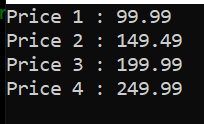 Price 1 : 99.99
Price 2 : 149.49
Price 3 : 199.99
Price 4 : 249.99